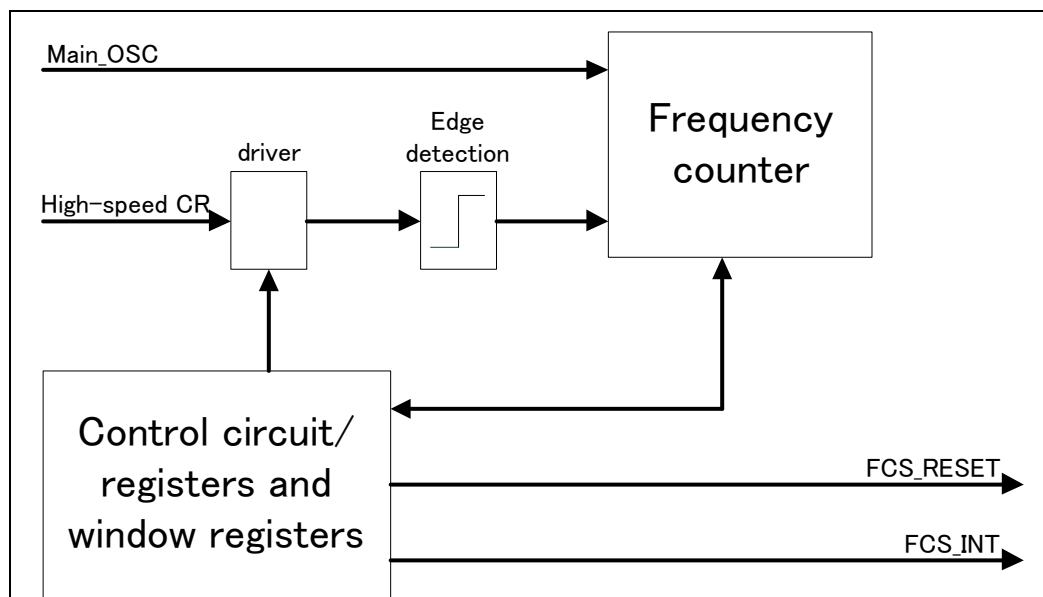 Main_OSC
Frequency
counter
Edge
detection
driver
High-speed CR
Control circuit/
registers and
window registers
FCS_RESET
FCS_INT